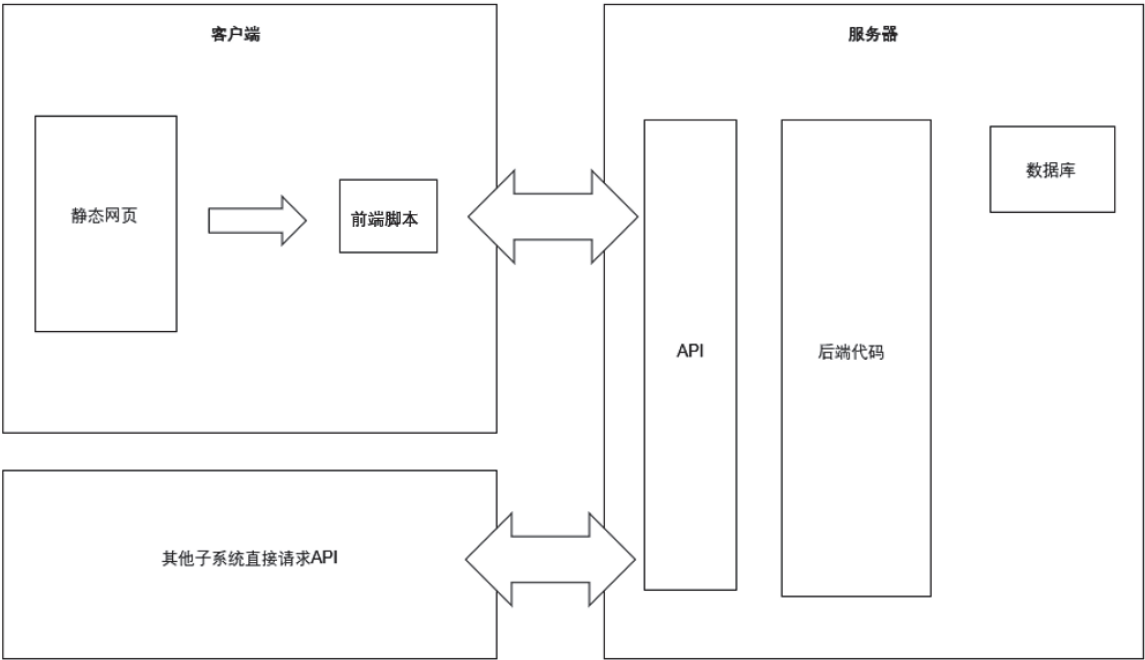 客户端
服务器
静态网页
前端脚本
数据库
API
后端代码
其他子系统直接请求API